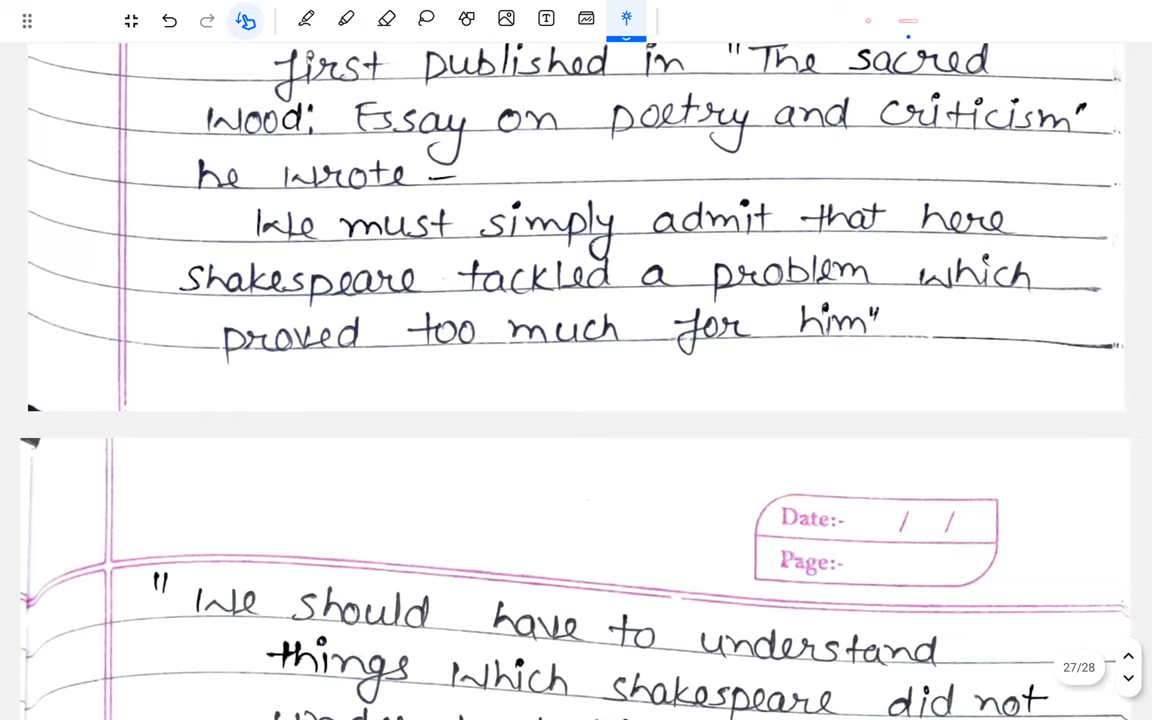 first published in "The sacred
Wood: Essay on poetry and criticism"
he wrote –
We must simply admit that here
shakespeare tackled a problem which
proved too much for him"
Date:- / /
Page:-
" We should have to understand
27/28
things which shakespeare did not